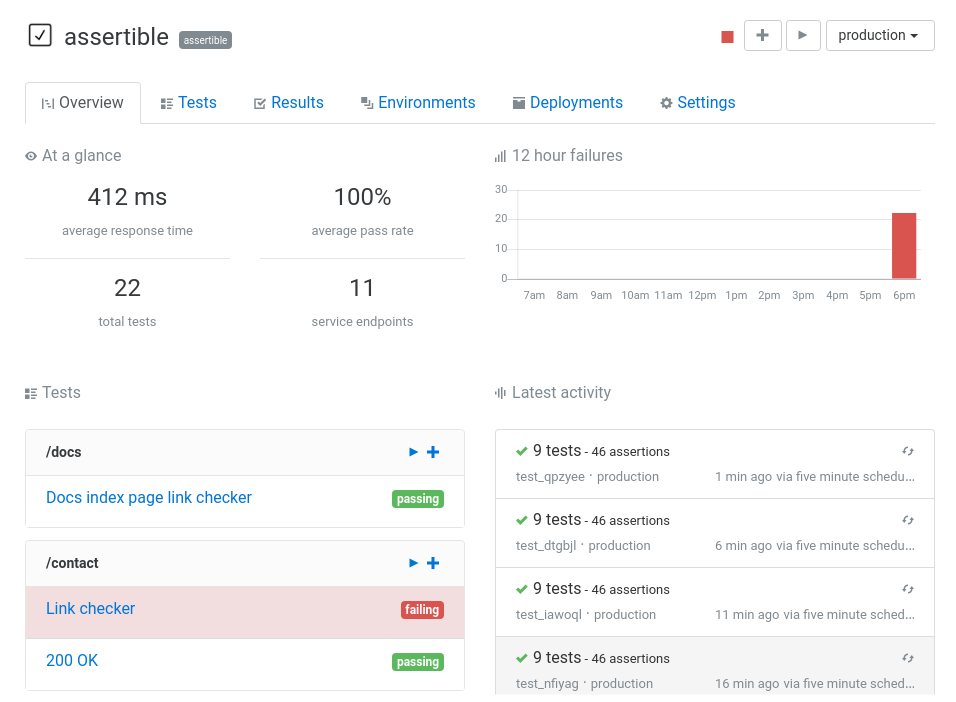 assertible assertible production
Overview Tests Results Environments Deployments Settings
At a glance
412 ms 100%
average response time average pass rate
22 11
total tests service endpoints
12 hour failures
30
20
10
0
7am 8am 9am 10am 11am 12pm 1pm 2pm 3pm 4pm 5pm 6pm
Tests
/docs
Docs index page link checker passing
/contact
Link checker failing
200 OK passing
Latest activity
9 tests - 46 assertions
test_qpzyee · production 1 min ago via five minute schedu...
9 tests - 46 assertions
test_dtgbjl · production 6 min ago via five minute schedu...
9 tests - 46 assertions
test_iawoql · production 11 min ago via five minute sched...
9 tests - 46 assertions
test_nfiyag · production 16 min ago via five minute sched...